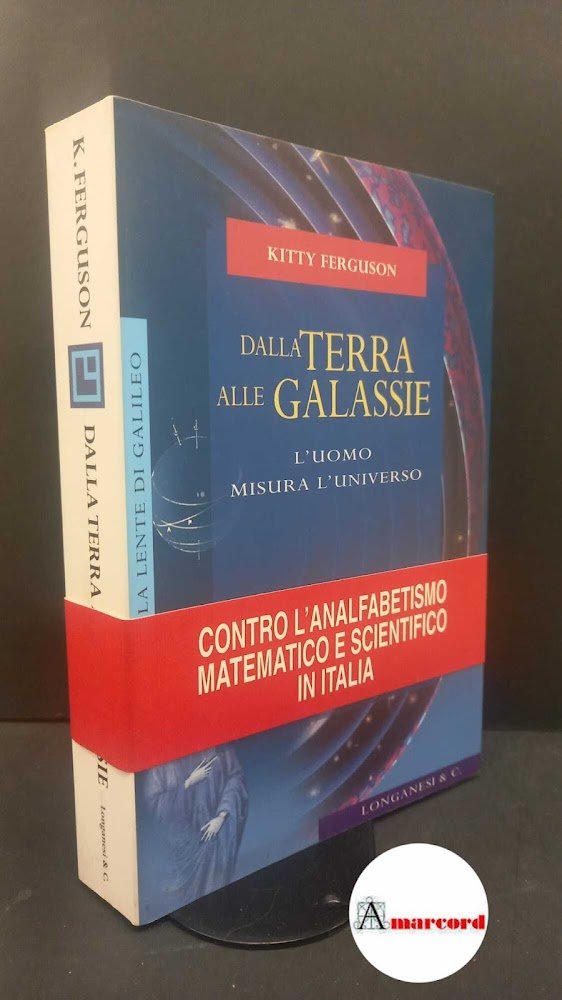 K. FERGUSON
DALLA TERRA
Longanesi & C.
LA LENTE DI GALILEO
KITTY FERGUSON
DALLA TERRA
ALLE GALASSIE
L'UOMO
MISURA L'UNIVERSO
CONTRO L'ANALFABETISMO
MATEMATICO E SCIENTIFICO
IN ITALIA
LONGANESI & C.
Amarcord